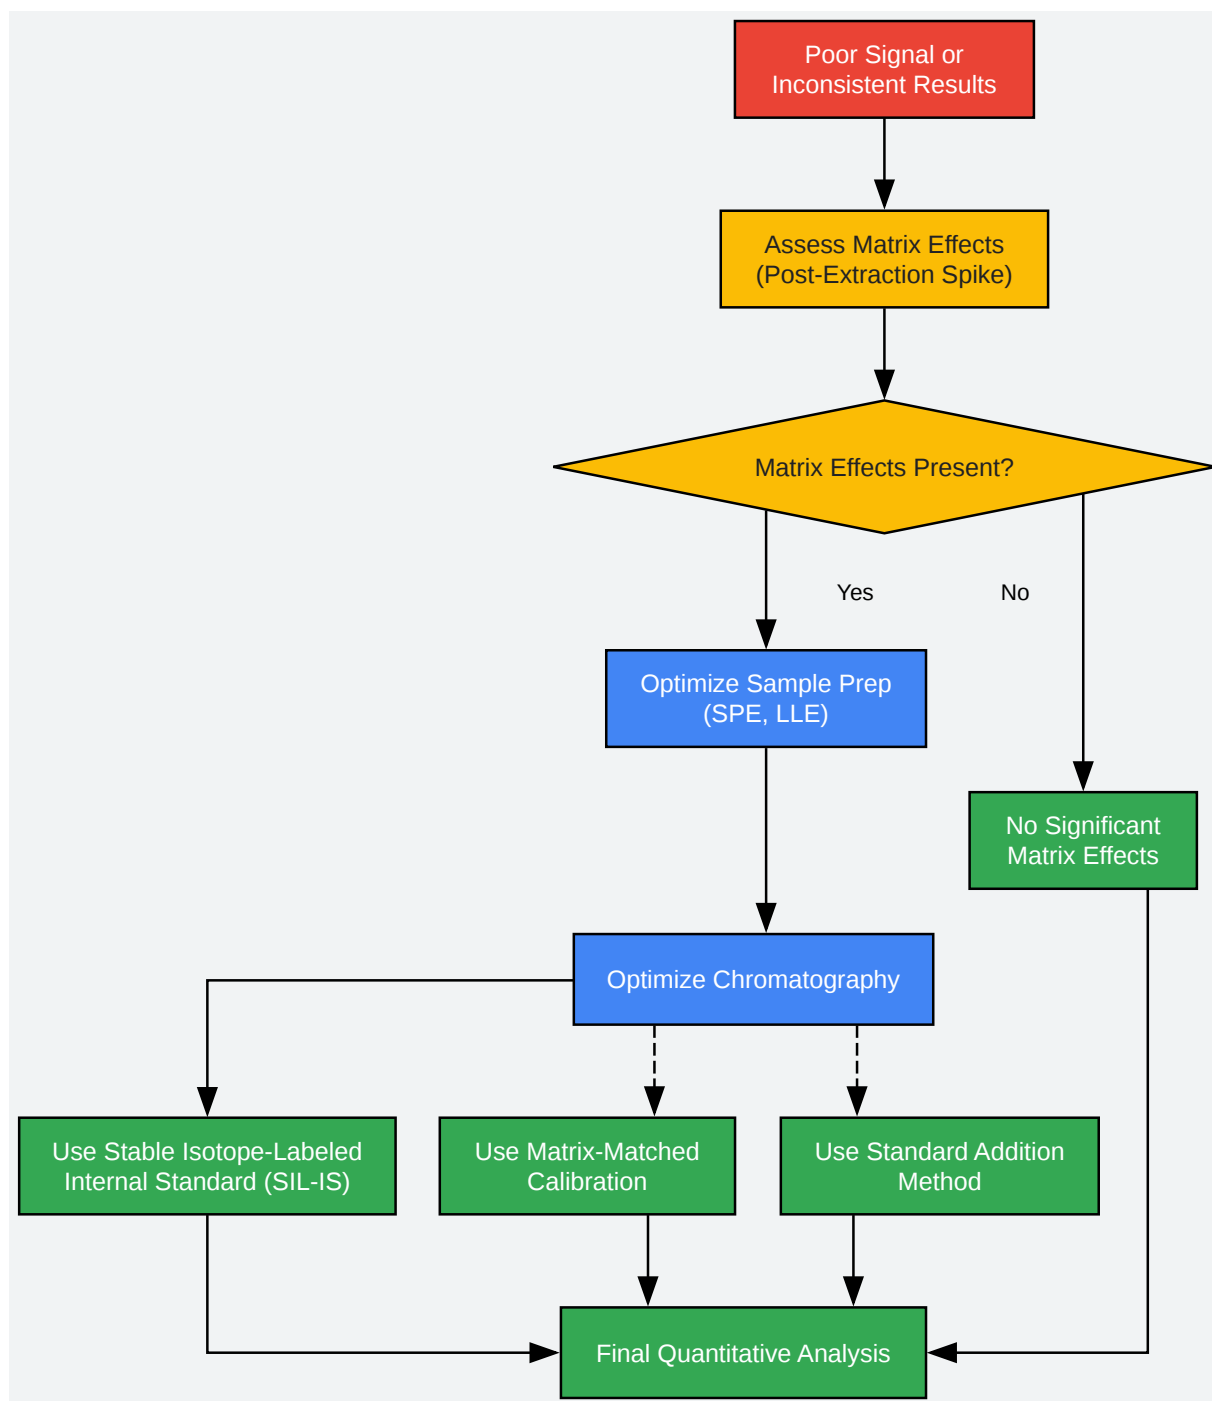 Poor Signal or
Inconsistent Results
Assess Matrix Effects
(Post-Extraction Spike)
Matrix Effects Present?
Yes
No
Optimize Sample Prep
(SPE, LLE)
No Significant
Matrix Effects
Optimize Chromatography
Use Stable Isotope-Labeled
Internal Standard (SIL-IS)
Use Matrix-Matched
Calibration
Use Standard Addition
Method
Final Quantitative Analysis